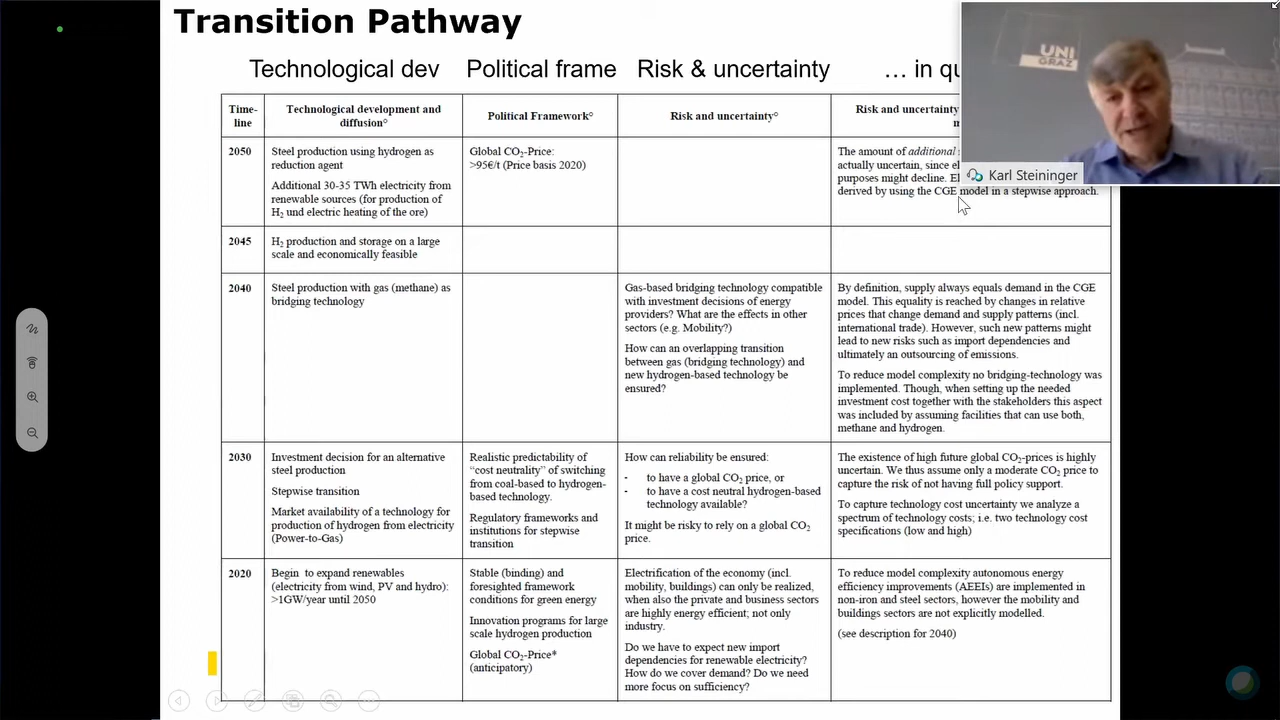 Transition Pathway
Technological dev
Political frame
Risk & uncertainty
… in qu
UNI
GRAZ
Karl Steininger
Time-
line
Technological development and
diffusion°
Political Framework°
Risk and uncertainty°
Risk and uncertainty
2050
Steel production using hydrogen as
reduction agent
Additional 30-35 TWh electricity from
renewable sources (for production of
H₂ und electric heating of the ore)
Global CO₂-Price:
>95€/t (Price basis 2020)
The amount of additional
actually uncertain, since el
purposes might decline. El
derived by using the CGE model in a stepwise approach.
2045
H₂ production and storage on a large
scale and economically feasible
2040
Steel production with gas (methane) as
bridging technology
Gas-based bridging technology compatible
with investment decisions of energy
providers? What are the effects in other
sectors (e.g. Mobility?)
How can an overlapping transition
between gas (bridging technology) and
new hydrogen-based technology be
ensured?
By definition, supply always equals demand in the CGE
model. This equality is reached by changes in relative
prices that change demand and supply patterns (incl.
international trade). However, such new patterns might
lead to new risks such as import dependencies and
ultimately an outsourcing of emissions.
To reduce model complexity no bridging-technology was
implemented. Though, when setting up the needed
investment cost together with the stakeholders this aspect
was included by assuming facilities that can use both,
methane and hydrogen.
2030
Investment decision for an alternative
steel production
Stepwise transition
Market availability of a technology for
production of hydrogen from electricity
(Power-to-Gas)
Realistic predictability of
“cost neutrality” of switching
from coal-based to hydrogen-
based technology.
Regulatory frameworks and
institutions for stepwise
transition
How can reliability be ensured:
- to have a global CO₂ price, or
- to have a cost neutral hydrogen-based
technology available?
It might be risky to rely on a global CO₂
price.
The existence of high future global CO₂-prices is highly
uncertain. We thus assume only a moderate CO₂ price to
capture the risk of not having full policy support.
To capture technology cost uncertainty we analyze a
spectrum of technology costs; i.e. two technology cost
specifications (low and high)
2020
Begin to expand renewables
(electricity from wind, PV and hydro):
>1GW/year until 2050
Stable (binding) and
foresighted framework
conditions for green energy
Innovation programs for large
scale hydrogen production
Global CO₂-Price*
(anticipatory)
Electrification of the economy (incl.
mobility, buildings) can only be realized,
when also the private and business sectors
are highly energy efficient; not only
industry.
Do we have to expect new import
dependencies for renewable electricity?
How do we cover demand? Do we need
more focus on sufficiency?
To reduce model complexity autonomous energy
efficiency improvements (AEEIs) are implemented in
non-iron and steel sectors, however the mobility and
buildings sectors are not explicitly modelled.
(see description for 2040)